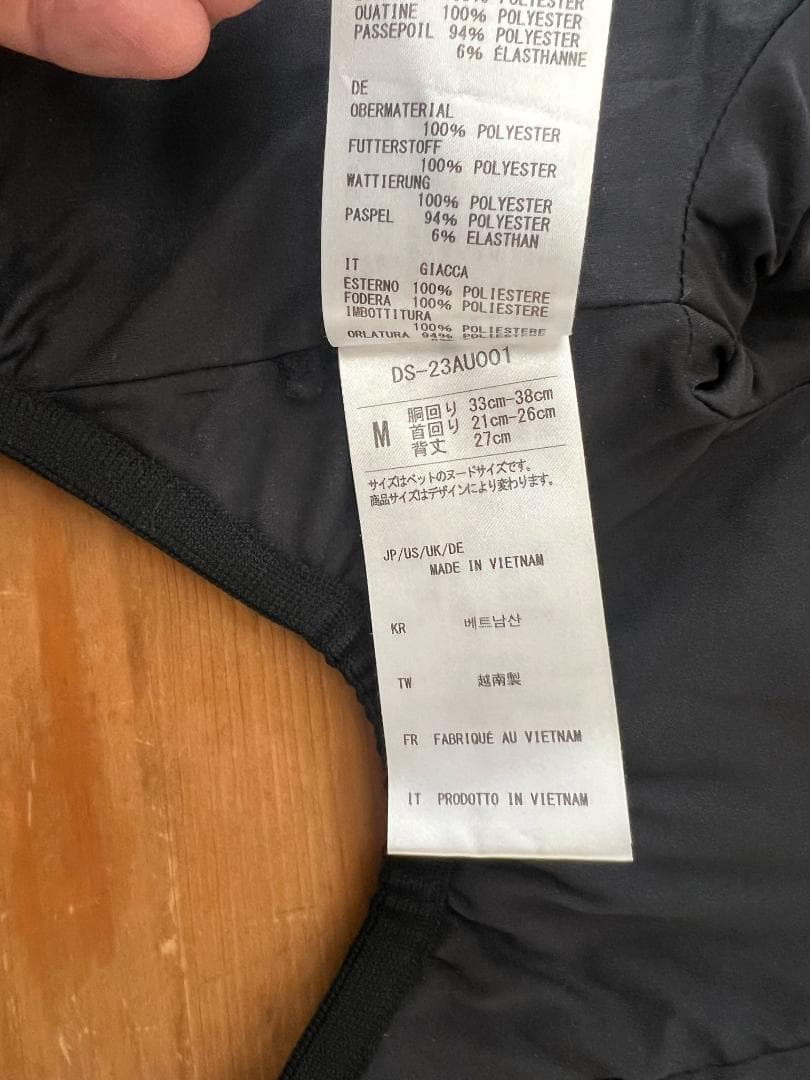 100% POLYESTER
OUATINE 100% POLYESTER
PASSEPOIL 94% POLYESTER
6% ÉLASTHANNE
DE
OBERMATERIAL
100% POLYESTER
FUTTERSTOFF
100% POLYESTER
WATTIERUNG
100% POLYESTER
PASPEL 94% POLYESTER
6% ELASTHAN
IT GIACCA
ESTERNO 100% POLIESTERE
FODERA 100% POLIESTERE
IMBOTTITURA
100% POLIESTERE
ORLATURA 94% POLIESTERE
DS-23AU001
M
胴回り 33cm-38cm
首回り 21cm-26cm
背丈 27cm
サイズはペットのヌードサイズです。
商品サイズはデザインにより変わります。
JP/US/UK/DE
MADE IN VIETNAM
KR 베트남산
TW 越南製
FR FABRIQUÉ AU VIETNAM
IT PRODOTTO IN VIETNAM